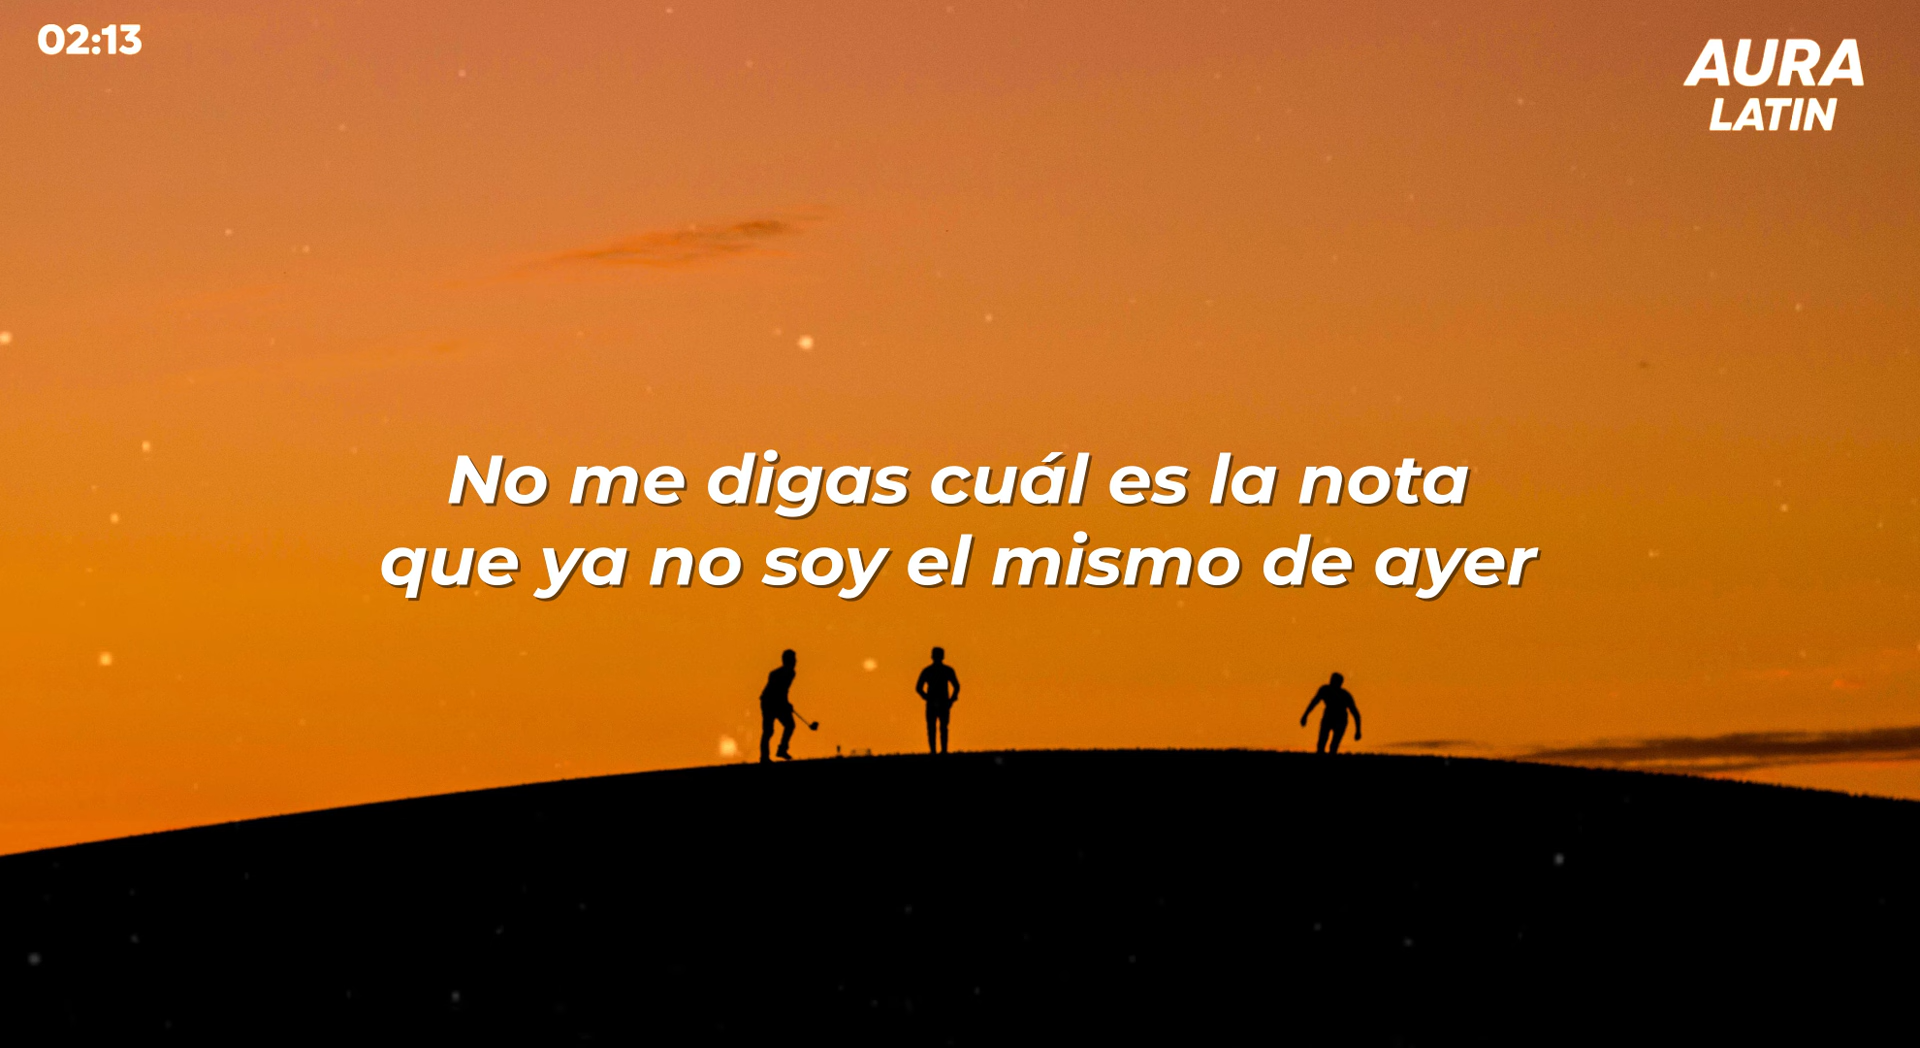 02:13
AURA
LATIN
No me digas cuál es la nota
que ya no soy el mismo de ayer